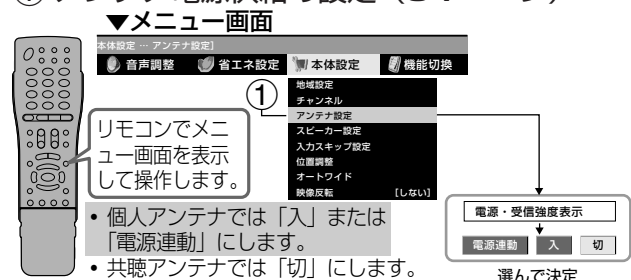 ▼メニュー画面
本体設定 … アンテナ設定]
音声調整 省エネ設定 本体設定 機能切換
① 地域設定
チャンネル
アンテナ設定
スピーカー設定
入力スキップ設定
位置調整
オートワイド
映像反転 [しない]
リモコンでメニ
ュー画面を表示
して操作します。
• 個人アンテナでは「入」または
「電源連動」にします。
• 共聴アンテナでは「切」にします。
電源・受信強度表示
電源連動 入 切
選んで決定